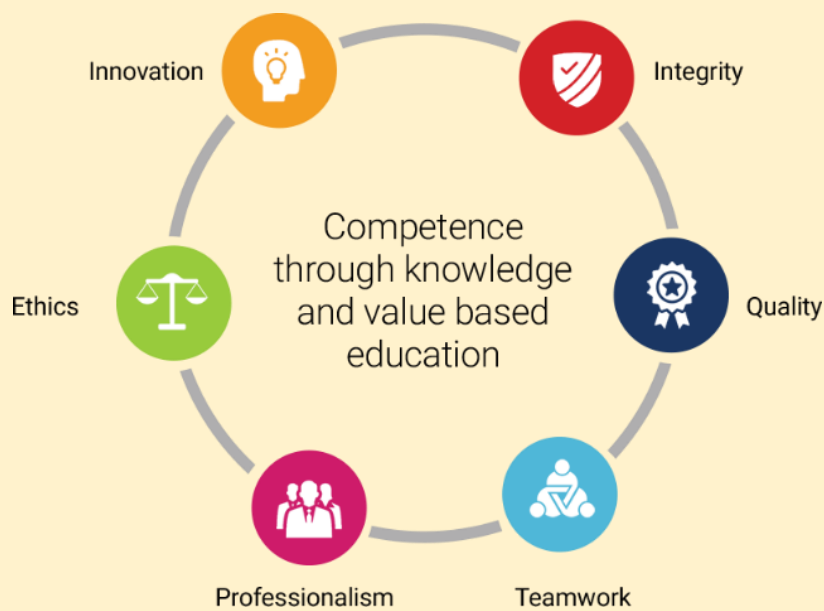 Innovation
Integrity
Competence
through knowledge
and value based
education
Ethics
Quality
Professionalism
Teamwork